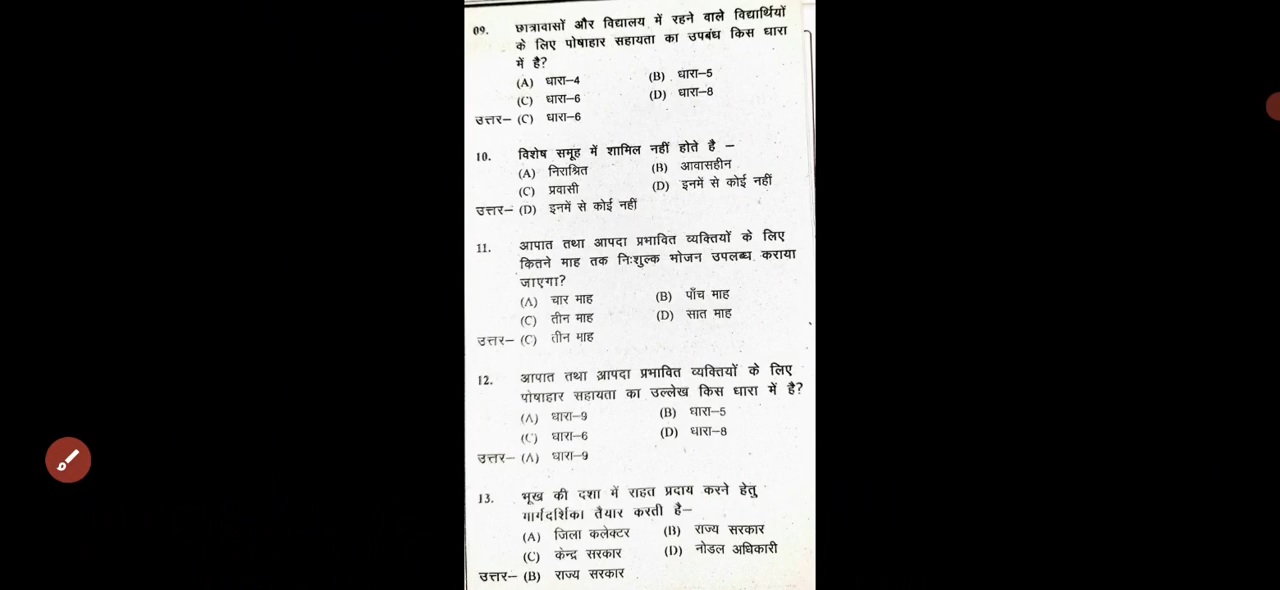 09. छात्रावासों और विद्यालय में रहने वाले विद्यार्थियों
के लिए पोषाहार सहायता का उपबंध किस धारा
में है?
(A) धारा–4 (B) धारा–5
(C) धारा–6 (D) धारा–8
उत्तर– (C) धारा–6
10. विशेष समूह में शामिल नहीं होते है –
(A) निराश्रित (B) आवासहीन
(C) प्रवासी (D) इनमें से कोई नहीं
उत्तर– (D) इनमें से कोई नहीं
11. आपात तथा आपदा प्रभावित व्यक्तियों के लिए
कितने माह तक निःशुल्क भोजन उपलब्ध कराया
जाएगा?
(A) चार माह (B) पाँच माह
(C) तीन माह (D) सात माह
उत्तर– (C) तीन माह
12. आपात तथा आपदा प्रभावित व्यक्तियों के लिए
पोषाहार सहायता का उल्लेख किस धारा में है?
(A) धारा–9 (B) धारा–5
(C) धारा–6 (D) धारा–8
उत्तर– (A) धारा–9
13. भूख की दशा में राहत प्रदाय करने हेतु
मार्गदर्शिका तैयार करती है–
(A) जिला कलेक्टर (B) राज्य सरकार
(C) केन्द्र सरकार (D) नोडल अधिकारी
उत्तर– (B) राज्य सरकार